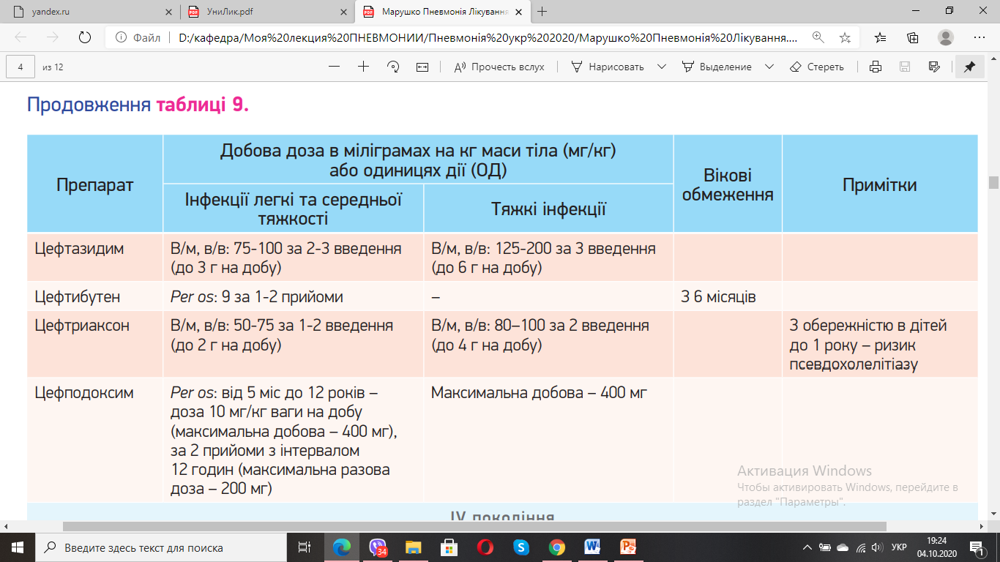 yandex.ru
УниЛик.pdf
Марушко Пневмонія Лікування
Файл
D:/кафедра/Моя%20лекция%20ПНЕВМОНИИ/Пневмонія%20укр%202020/Марушко%20Пневмонія%20Лікування....
4
из 12
Прочесть вслух
Нарисовать
Выделение
Стереть
Продовження таблиці 9.
Препарат
Добова доза в міліграмах на кг маси тіла (мг/кг)
або одиницях дії (ОД)
Інфекції легкі та середньої
тяжкості
Тяжкі інфекції
Вікові
обмеження
Примітки
Цефтазидим
В/м, в/в: 75-100 за 2-3 введення
(до 3 г на добу)
В/м, в/в: 125-200 за 3 введення
(до 6 г на добу)
Цефтибутен
Per os: 9 за 1-2 прийоми
–
З 6 місяців
Цефтриаксон
В/м, в/в: 50-75 за 1-2 введення
(до 2 г на добу)
В/м, в/в: 80–100 за 2 введення
(до 4 г на добу)
З обережністю в дітей
до 1 року – ризик
псевдохолелітіазу
Цефподоксим
Per os: від 5 міс до 12 років –
доза 10 мг/кг ваги на добу
(максимальна добова – 400 мг),
за 2 прийоми з інтервалом
12 годин (максимальна разова
доза – 200 мг)
Максимальна добова – 400 мг
Активация Windows
Чтобы активировать Windows, перейдите в
раздел "Параметры".
IV покоління
Введите здесь текст для поиска
34
УКР
19:24
04.10.2020
1